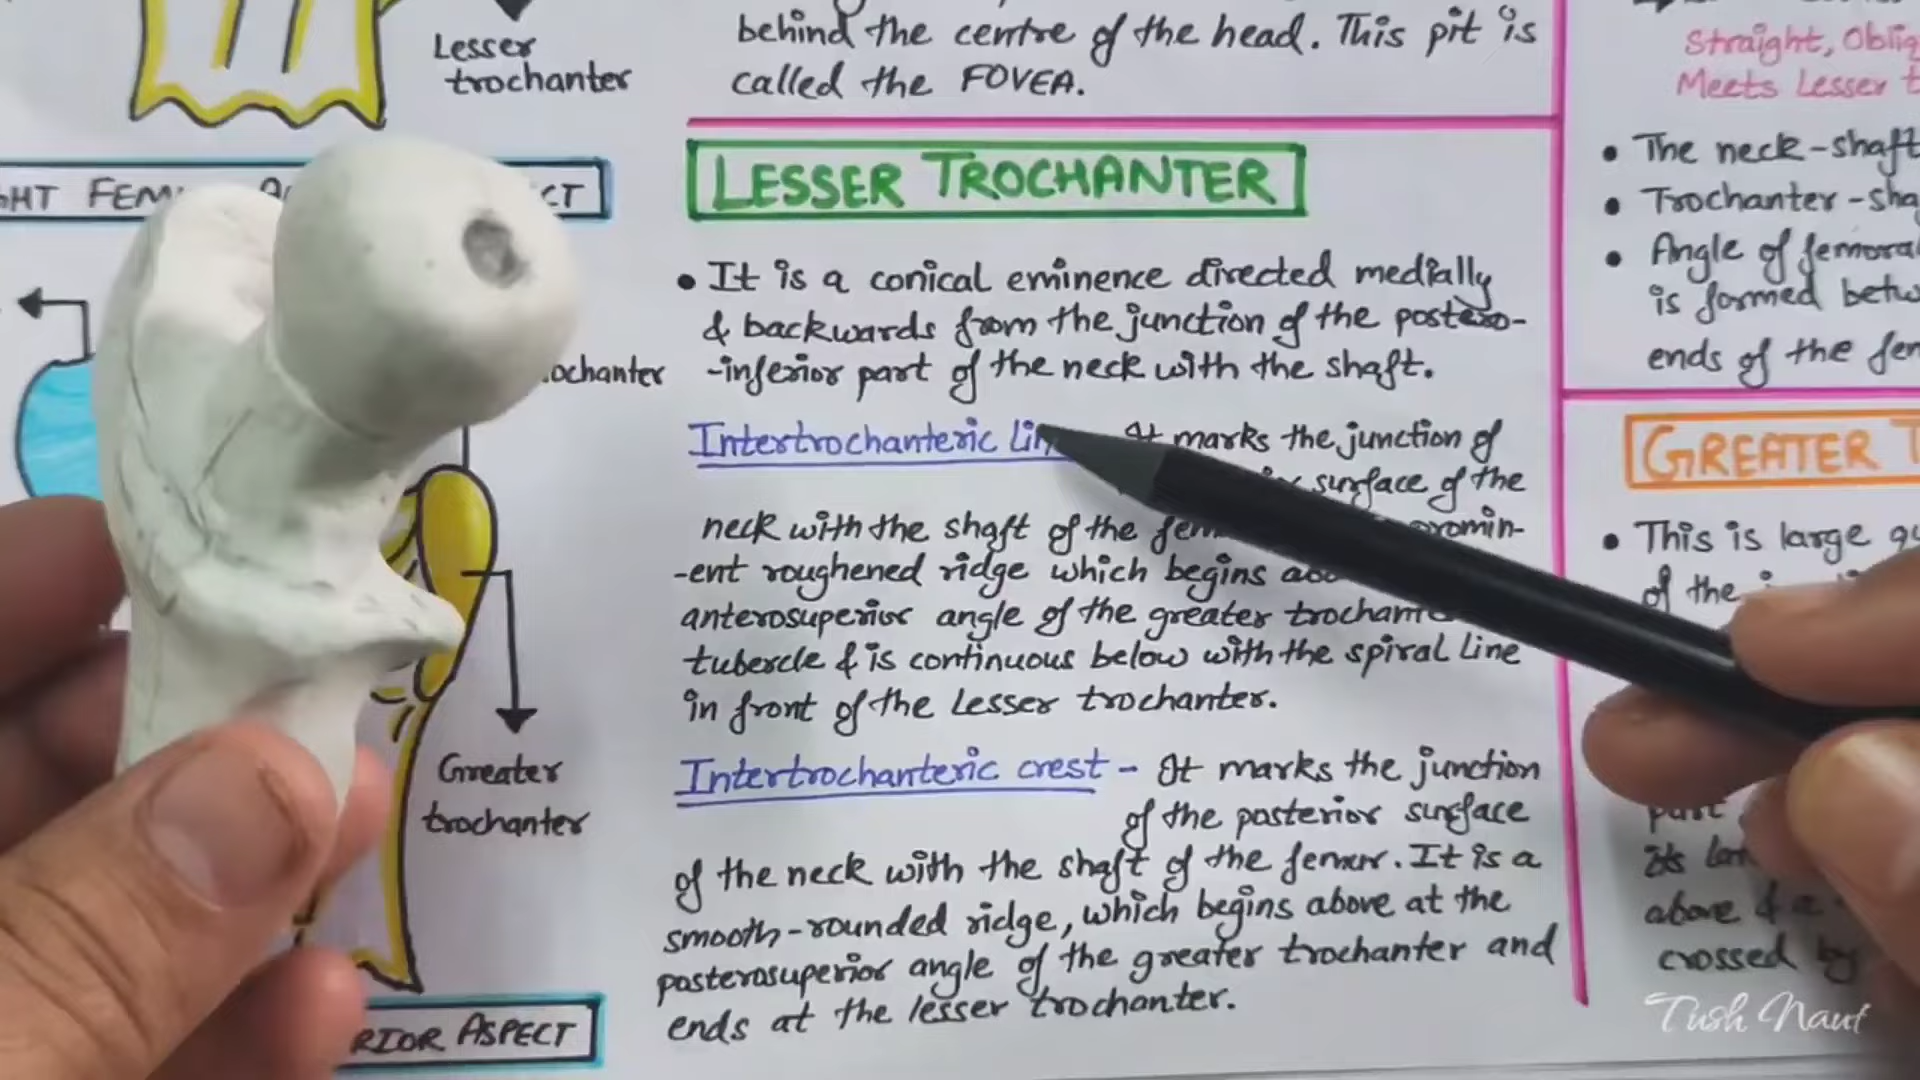 Lesser
trochanter
behind the centre of the head. This pit is
called the FOVEA.
LESSER TROCHANTER
• It is a conical eminence directed medially
& backwards from the junction of the postero-
-inferior part of the neck with the shaft.
Intertrochanteric
It marks the junction of
surface of the
neck with the shaft of the
-ent roughened ridge which begins
anterosuperior angle of the greater
tubercle & is continuous below with the spiral line
in front of the Lesser trochanter.
Intertrochanteric crest - It marks the junction
of the posterior surface
of the neck with the shaft of the femur. It is a
smooth-rounded ridge, which begins above at the
posterosuperior angle of the greater trochanter and
ends at the lesser trochanter.
Greater
trochanter
ASPECT
Straight,
Meets Lesser
• The neck-shaft
• Trochanter
• Angle of
is formed
ends of the
GREATER
• This is large
of the
part
above &
crossed by
Tush Naut